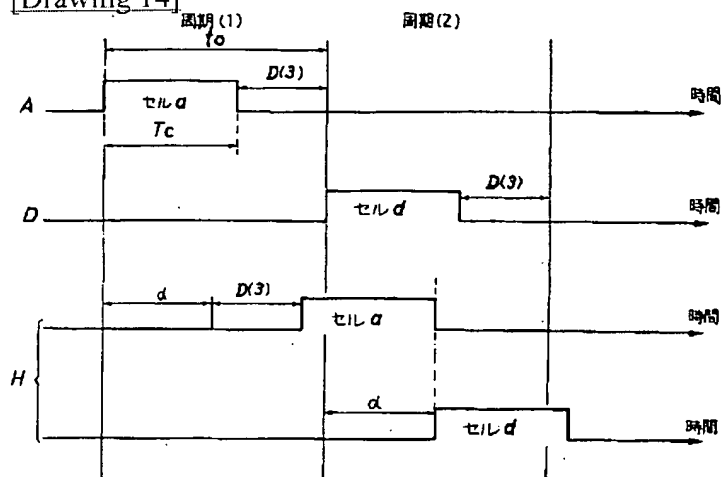 [Drawing 14]
周期(1) 周期(2)
to
D(3)
A セルa 時間
Tc
D(3)
D セルd 時間
d D(3)
セルa 時間
H
d
セルd 時間